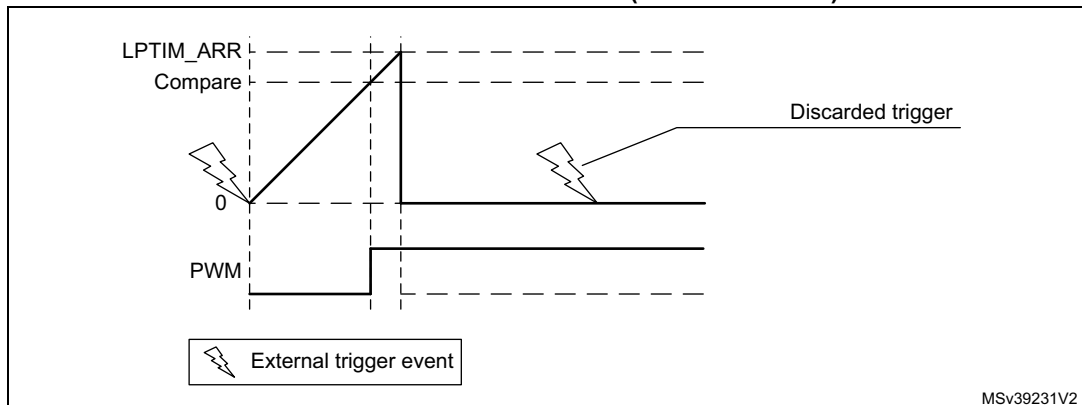 LPTIM_ARR
Compare
Discarded trigger
0
PWM
External trigger event
MSv39231V2